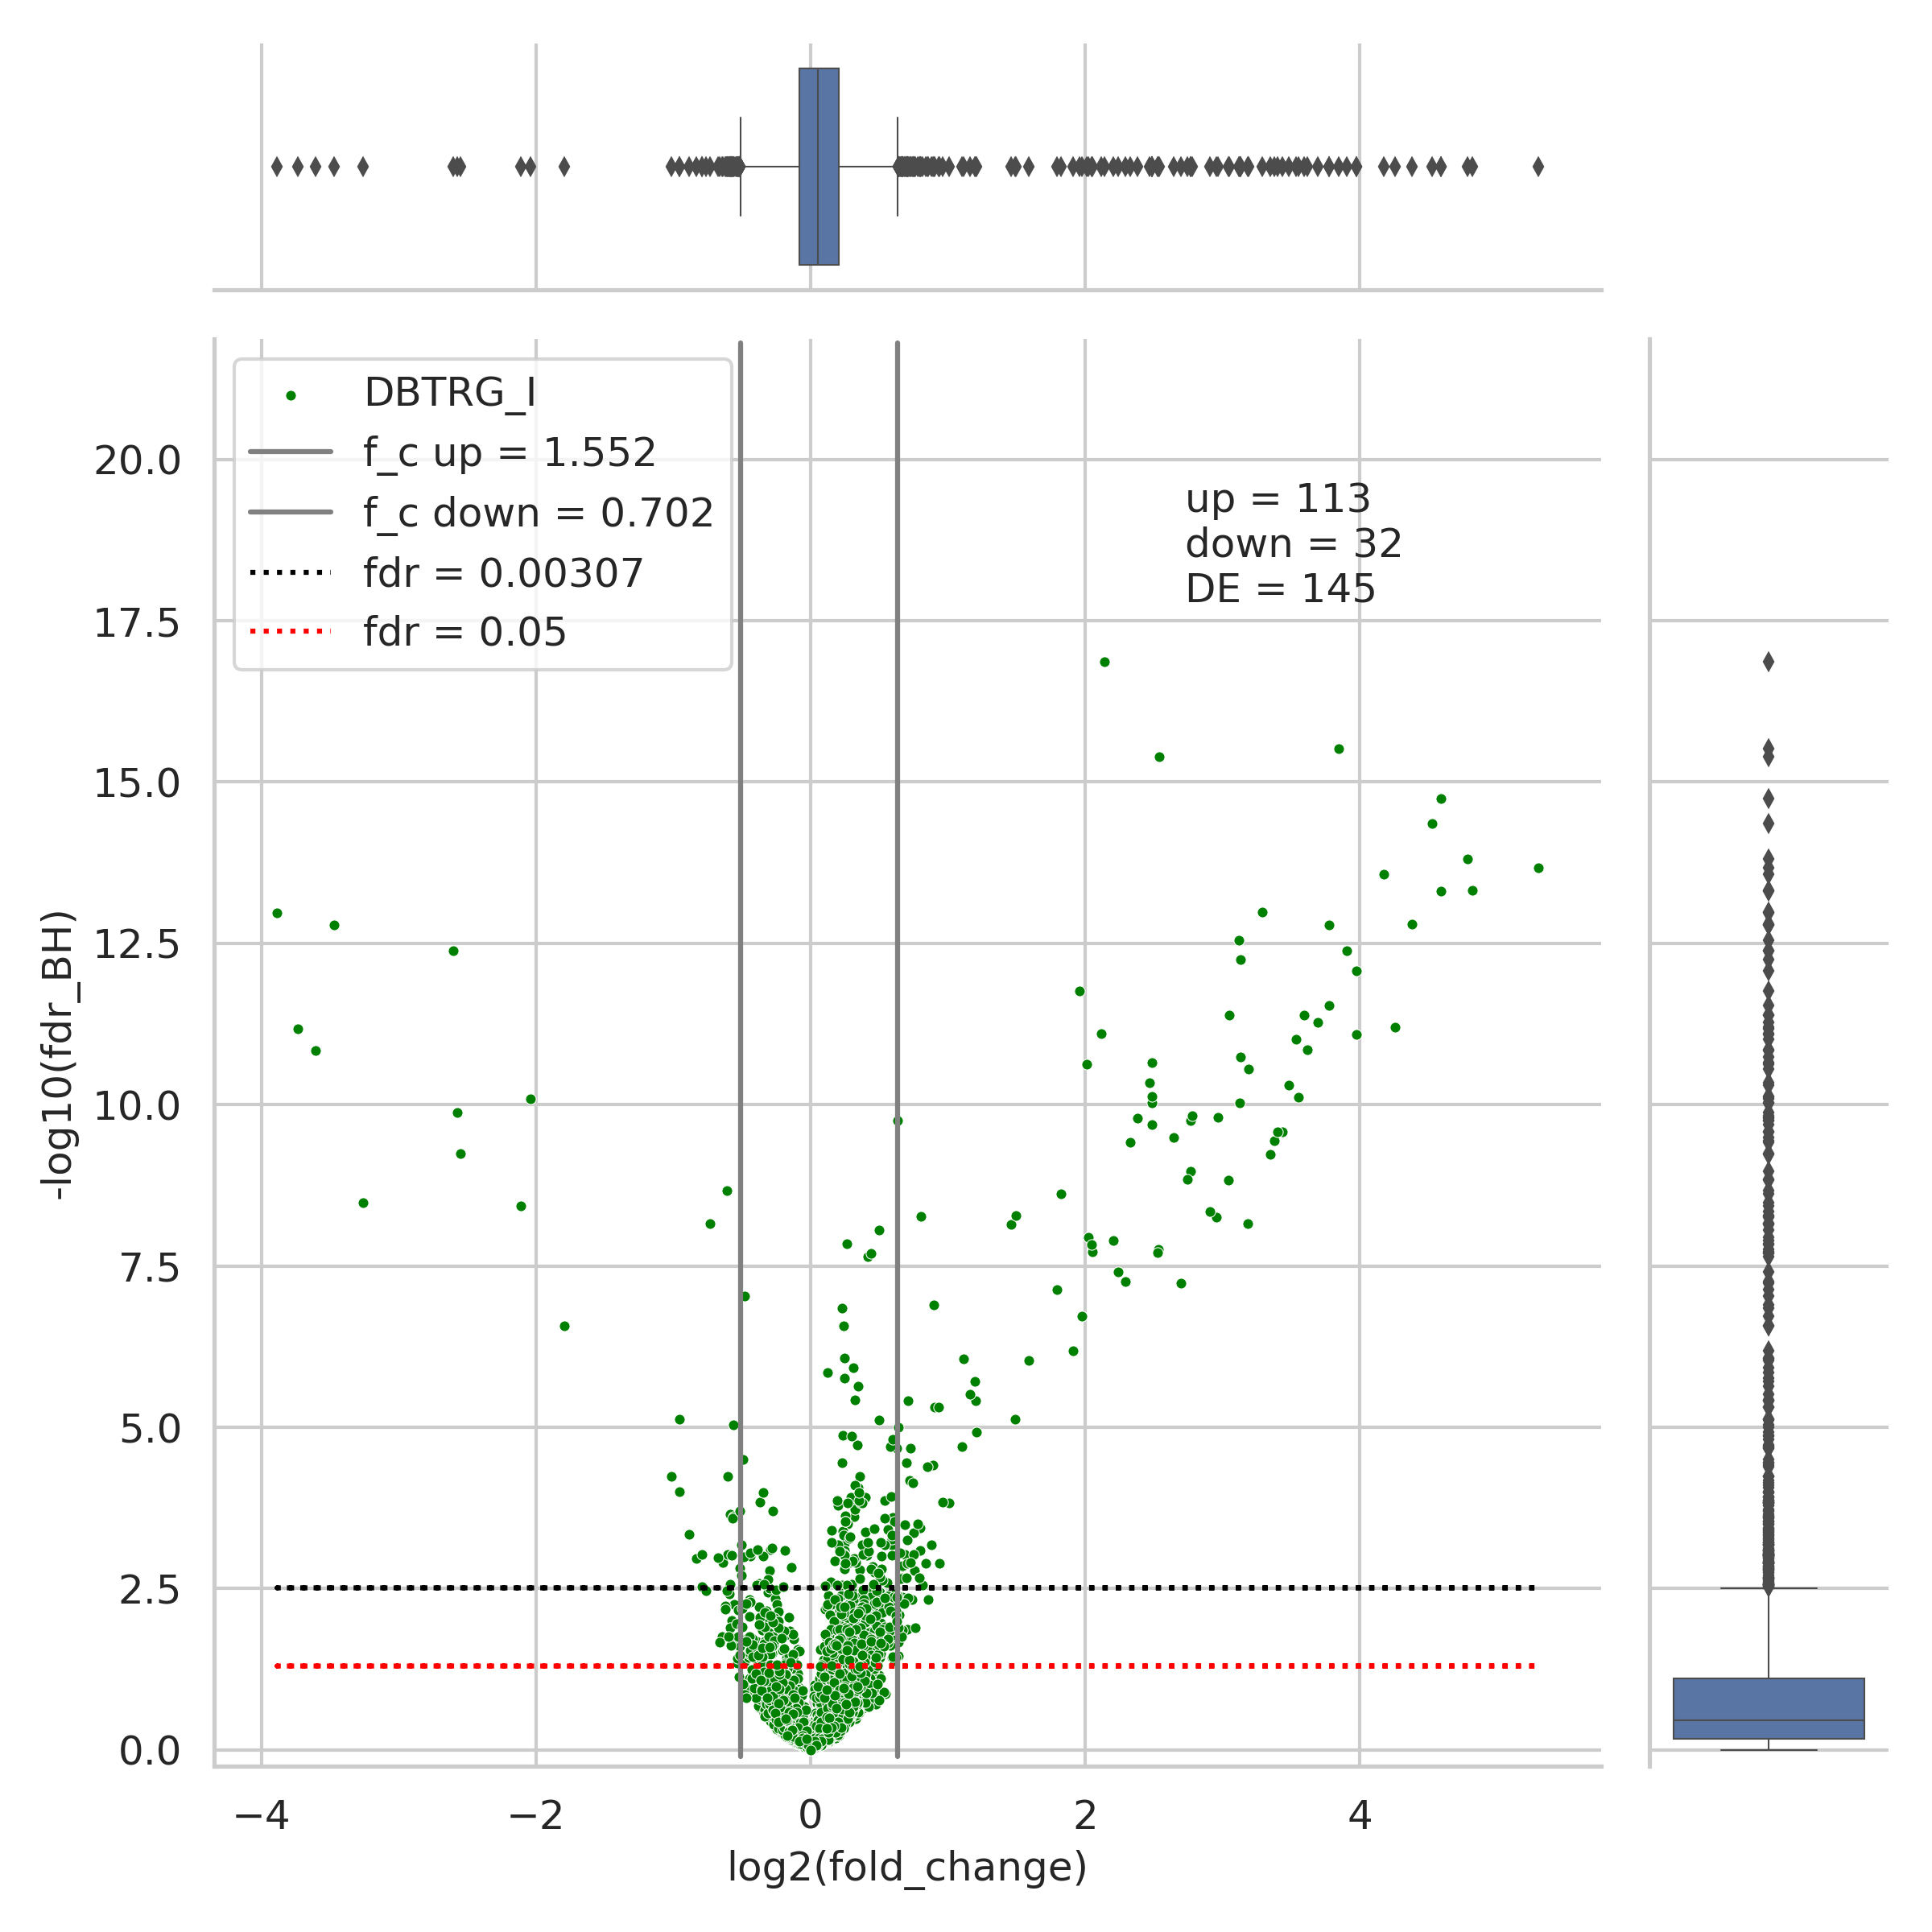 DBTRG_I
f_c up = 1.552
f_c down = 0.702
fdr = 0.00307
fdr = 0.05
up = 113
down = 32
DE = 145
20.0
17.5
15.0
12.5
10.0
7.5
5.0
2.5
0.0
-log10(fdr_BH)
−4 −2 0 2 4
log2(fold_change)